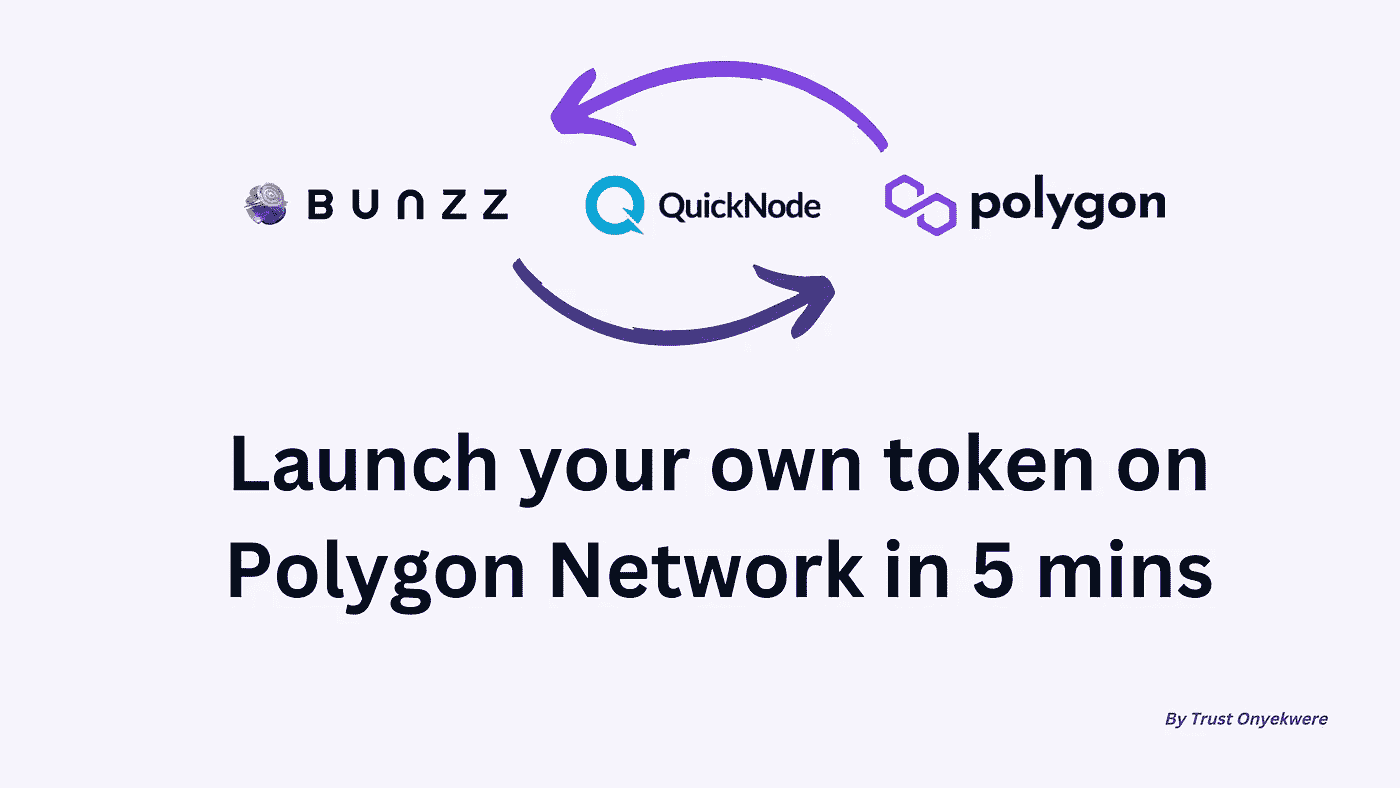 BUNZZ
QuickNode
polygon
Launch your own token on
Polygon Network in 5 mins
By Trust Onyekwere